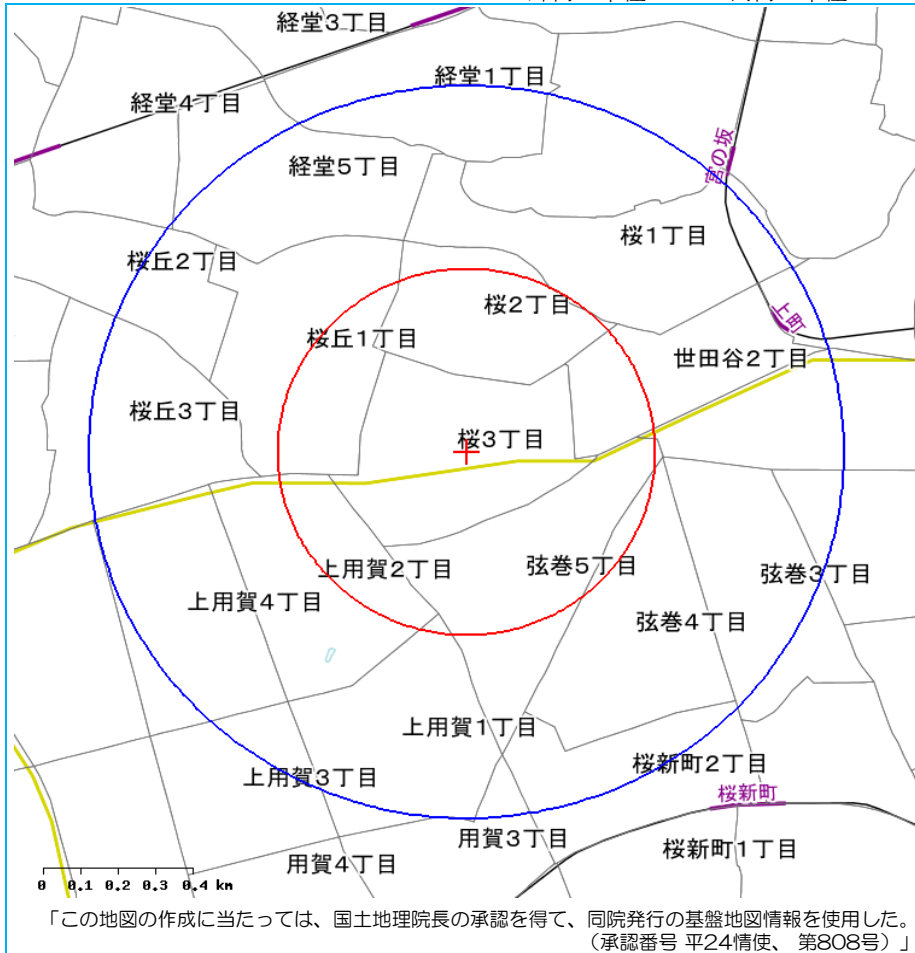 経堂3丁目
経堂1丁目
経堂4丁目
経堂5丁目
宮の坂
桜1丁目
桜丘2丁目
桜2丁目
上町
桜丘1丁目
世田谷2丁目
桜丘3丁目
桜3丁目
上用賀2丁目
弦巻5丁目
弦巻3丁目
上用賀4丁目
弦巻4丁目
上用賀1丁目
桜新町2丁目
上用賀3丁目
桜新町
用賀3丁目
桜新町1丁目
用賀4丁目
0 0.1 0.2 0.3 0.4 km
「この地図の作成に当たっては、国土地理院長の承認を得て、同院発行の基盤地図情報を使用した。
（承認番号 平24情使、 第808号）」